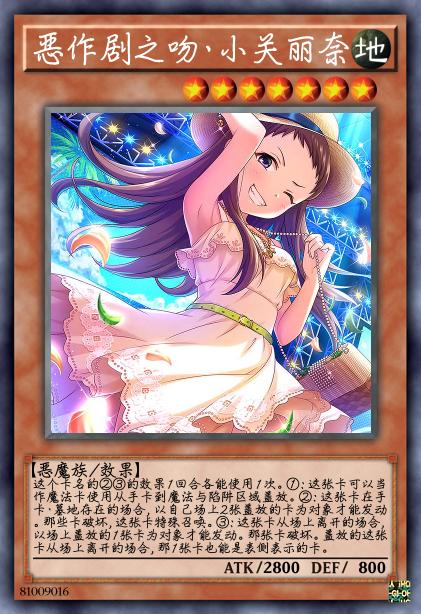 恶作剧之吻·小关丽奈
地
【恶魔族/效果】
这个卡名的②③的效果1回合各能使用1次。①：这张卡可以当
作魔法卡使用从手卡到魔法与陷阱区域盖放。②：这张卡在手
卡·墓地存在的场合，以自己场上2张盖放的卡为对象才能发动
。那些卡破坏，这张卡特殊召唤。③：这张卡从场上离开的场合，
以场上盖放的1张卡为对象才能发动。那张卡破坏。盖放的这张
卡从场上离开的场合，那1张卡也能是表侧表示的卡。
ATK/2800 DEF/ 800
81009016